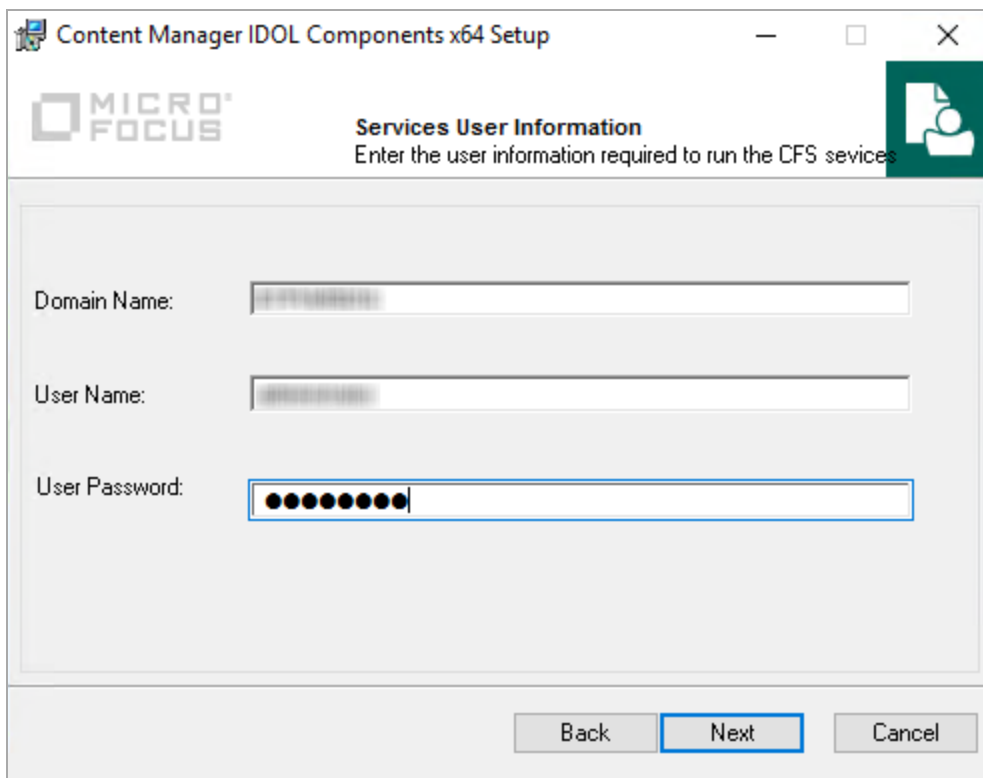 Content Manager IDOL Components x64 Setup
MICRO
FOCUS
Services User Information
Enter the user information required to run the CFS sevices
Domain Name:
User Name:
User Password:
Back Next Cancel